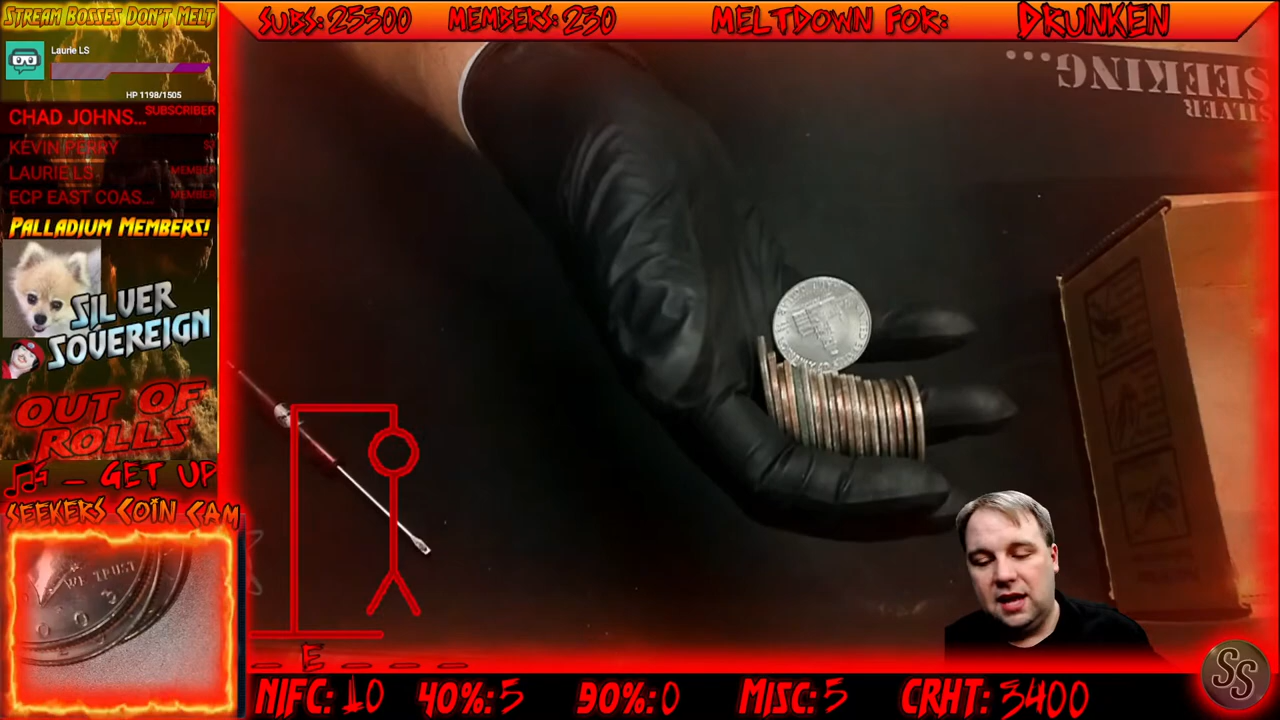 STREAM BOSSES DON'T MELT
Laurie LS
HP 1198/1505
CHAD JOHNS... SUBSCRIBER
KEVIN PERRY
LAURIE LS MEMBER
ECP EAST COAS... MEMBER
PALLADIUM MEMBERS!
SILVER
SOVEREIGN
OUT OF
ROLLS
GET UP
SEEKERS COIN CAM
WE TRUST
SUBS: 25300 MEMBERS: 230 MELTDOWN FOR: DRUNKEN
SILVER
SEEKING...
_ E _ _ _ _
NIFC: 10 40%: 5 90%: 0 MISC: 5 CRHT: 3400
SS